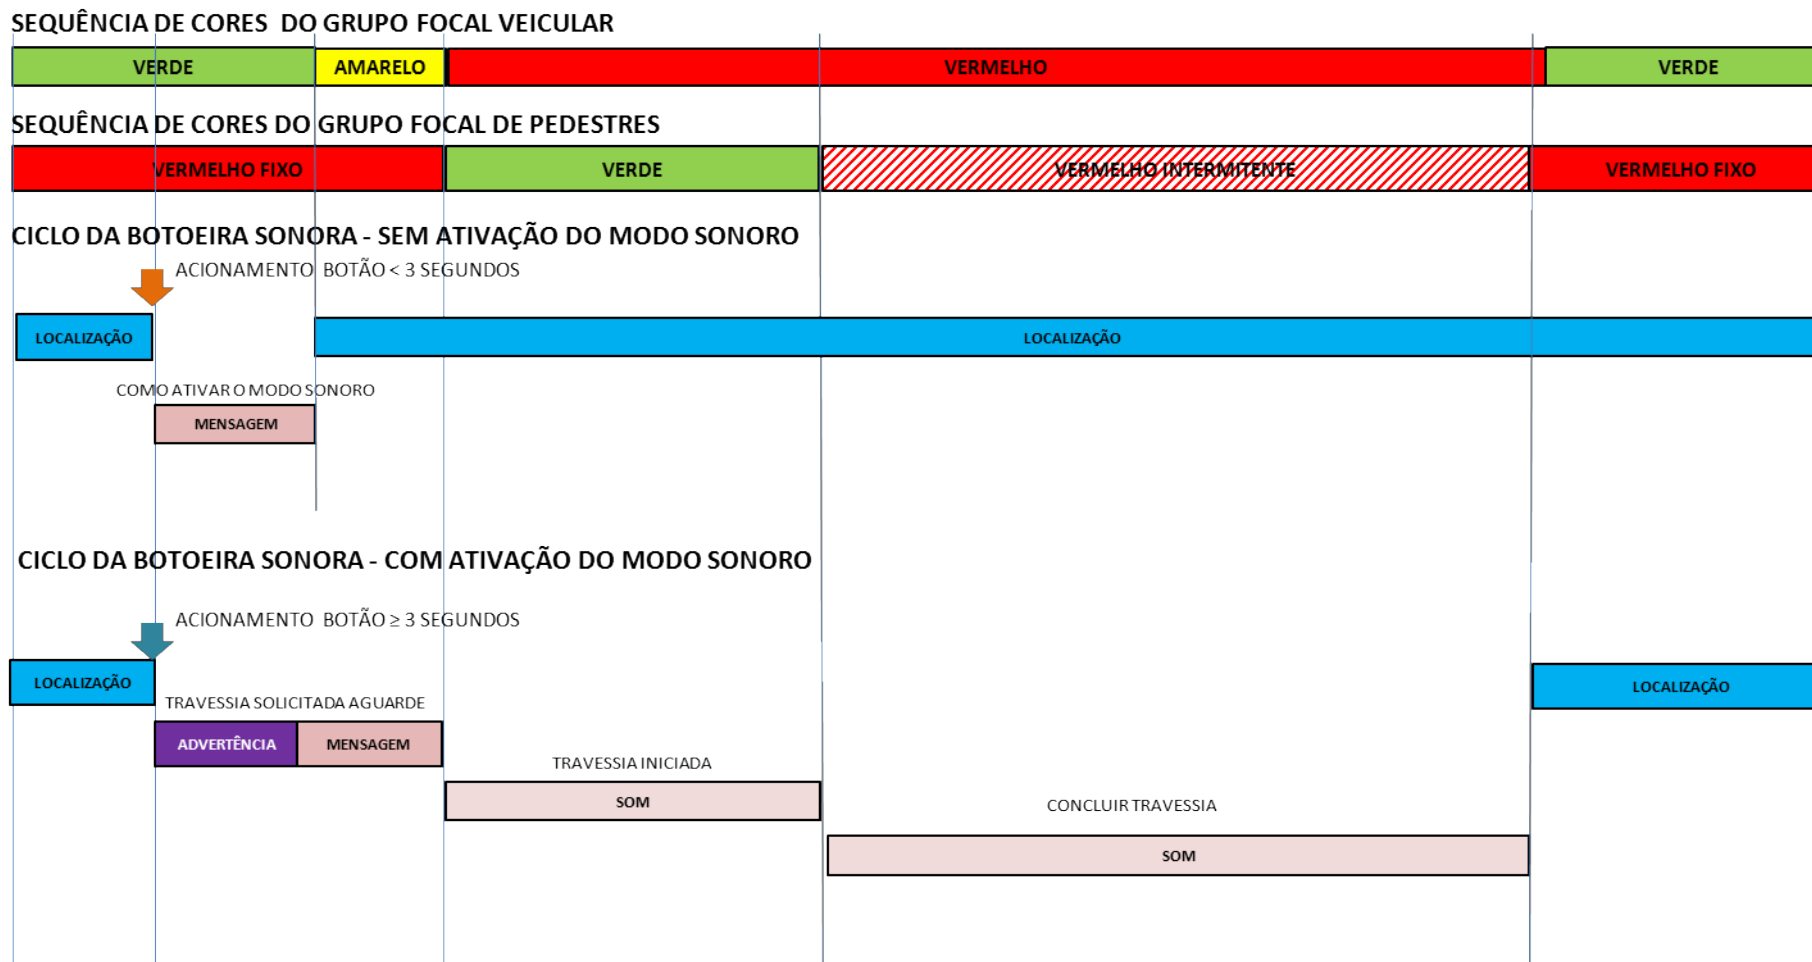 SEQUÊNCIA DE CORES DO GRUPO FOCAL VEICULAR
VERDE AMARELO VERMELHO VERDE
SEQUÊNCIA DE CORES DO GRUPO FOCAL DE PEDESTRES
VERMELHO FIXO VERDE VERMELHO INTERMITENTE VERMELHO FIXO
CICLO DA BOTOEIRA SONORA - SEM ATIVAÇÃO DO MODO SONORO
ACIONAMENTO BOTÃO < 3 SEGUNDOS
LOCALIZAÇÃO LOCALIZAÇÃO
COMO ATIVAR O MODO SONORO
MENSAGEM
CICLO DA BOTOEIRA SONORA - COM ATIVAÇÃO DO MODO SONORO
ACIONAMENTO BOTÃO ≥ 3 SEGUNDOS
LOCALIZAÇÃO LOCALIZAÇÃO
TRAVESSIA SOLICITADA AGUARDE
ADVERTÊNCIA MENSAGEM
TRAVESSIA INICIADA
SOM
CONCLUIR TRAVESSIA
SOM